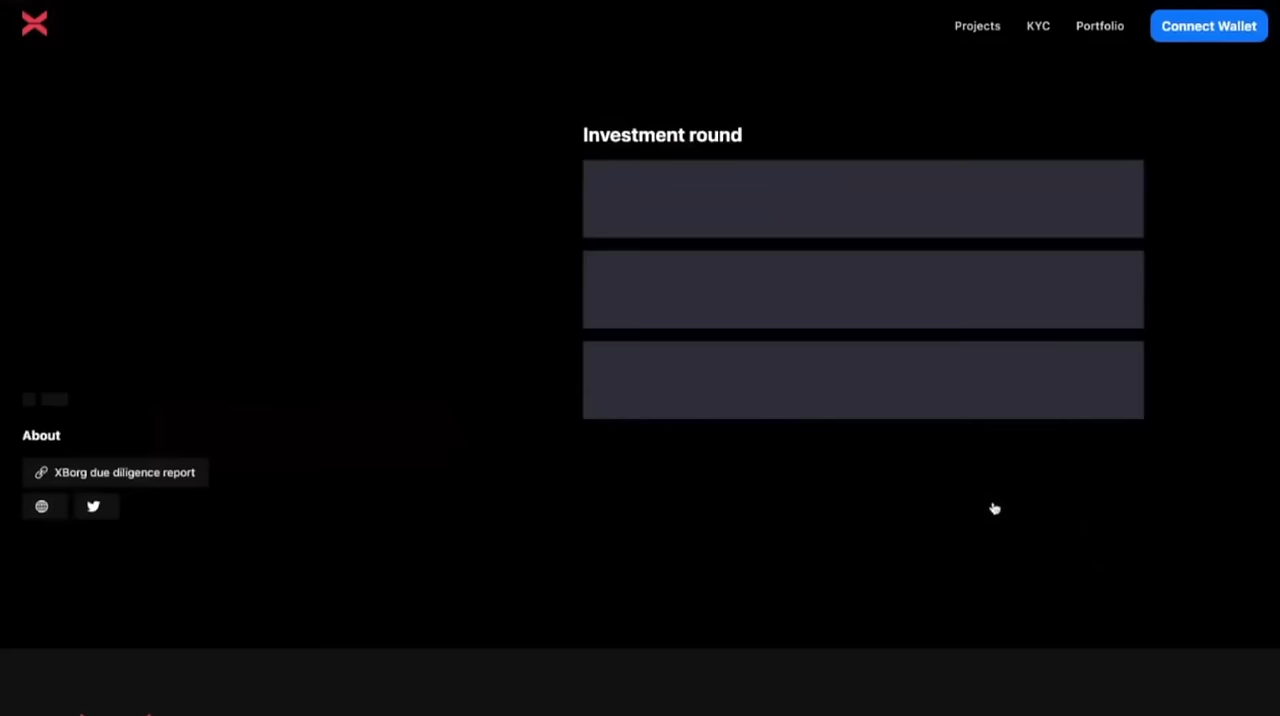 Projects
KYC
Portfolio
Connect Wallet
Investment round
About
XBorg due diligence report